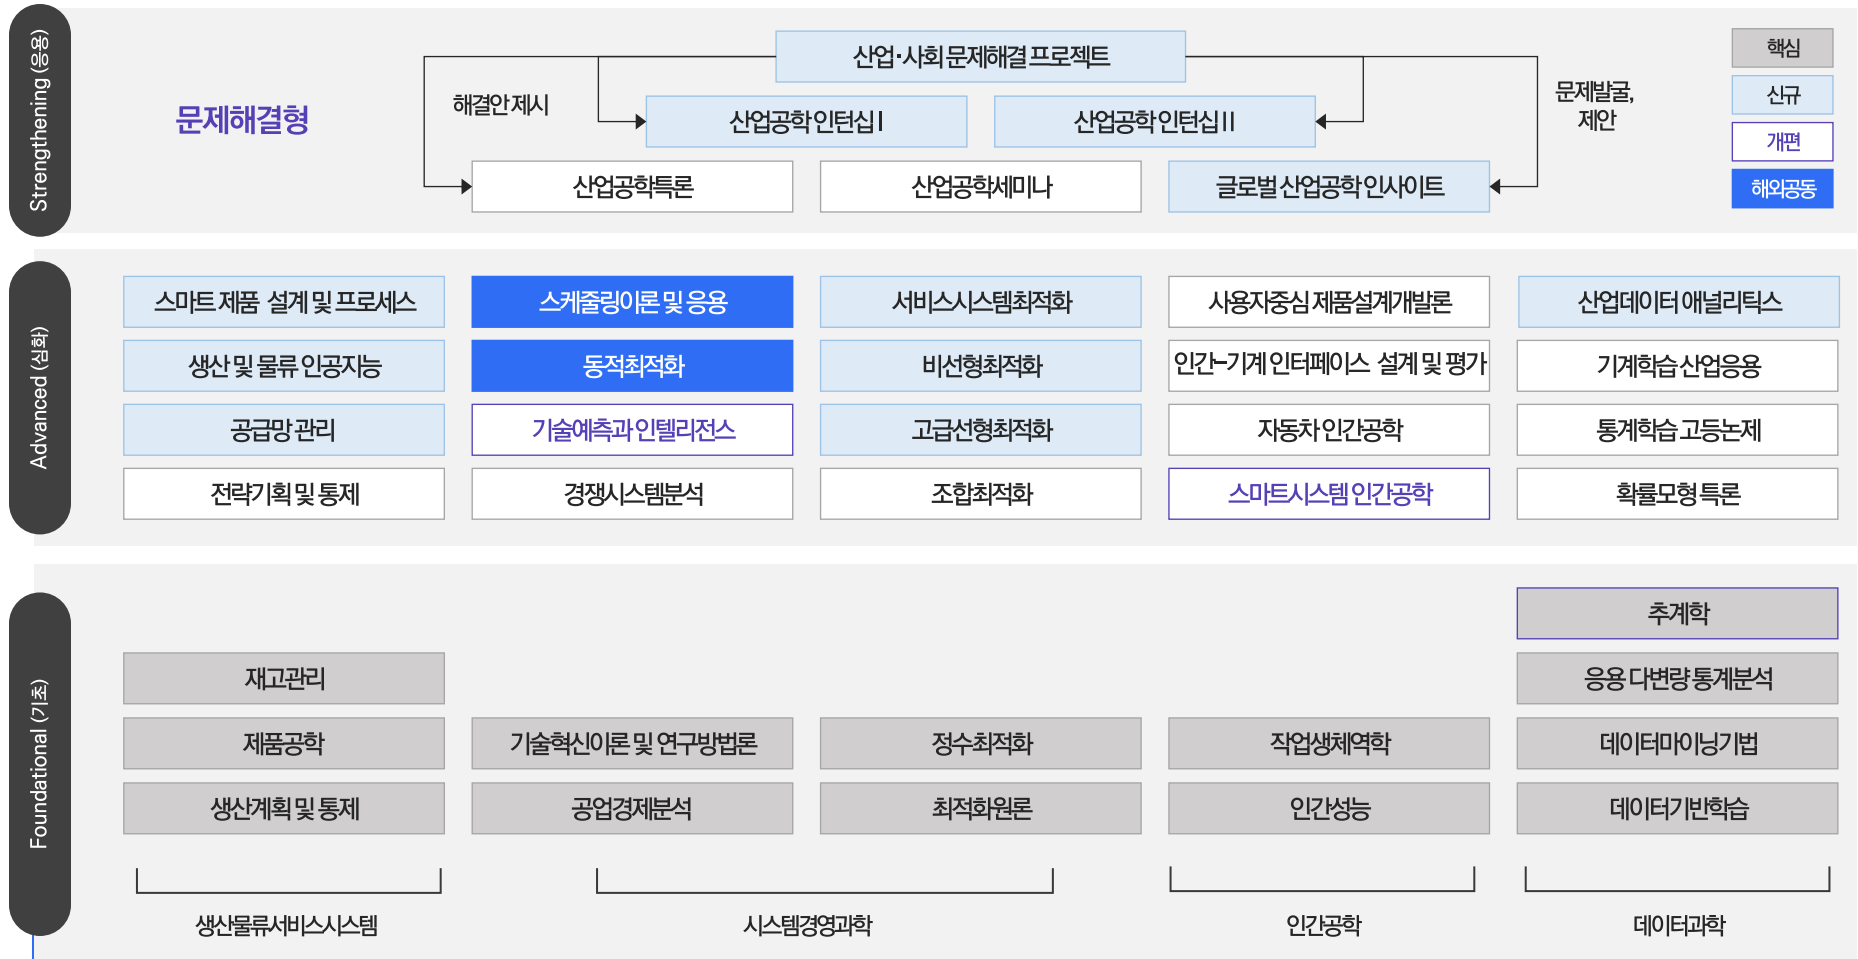 Strengthening (응용)
문제해결형
산업·사회 문제해결 프로젝트
해결안 제시
문제발굴,
제안
산업공학 인턴십 I
산업공학 인턴십 II
산업공학특론
산업공학세미나
글로벌 산업공학 인사이트
핵심
신규
개편
해외공동
Advanced (심화)
스마트 제품 설계 및 프로세스
스케줄링이론 및 응용
서비스시스템최적화
사용자중심 제품설계개발론
산업데이터 애널리틱스
생산 및 물류 인공지능
동적최적화
비선형최적화
인간-기계 인터페이스 설계 및 평가
기계학습 산업응용
공급망 관리
기술예측과 인텔리전스
고급선형최적화
자동차 인간공학
통계학습 고등논제
전략기획 및 통제
경쟁시스템분석
조합최적화
스마트시스템 인간공학
확률모형 특론
Foundational (기초)
추계학
재고관리
응용 다변량 통계분석
제품공학
기술혁신이론 및 연구방법론
정수최적화
작업생체역학
데이터마이닝기법
생산계획 및 통제
공업경제분석
최적화원론
인간성능
데이터기반학습
생산물류서비스시스템
시스템경영과학
인간공학
데이터과학